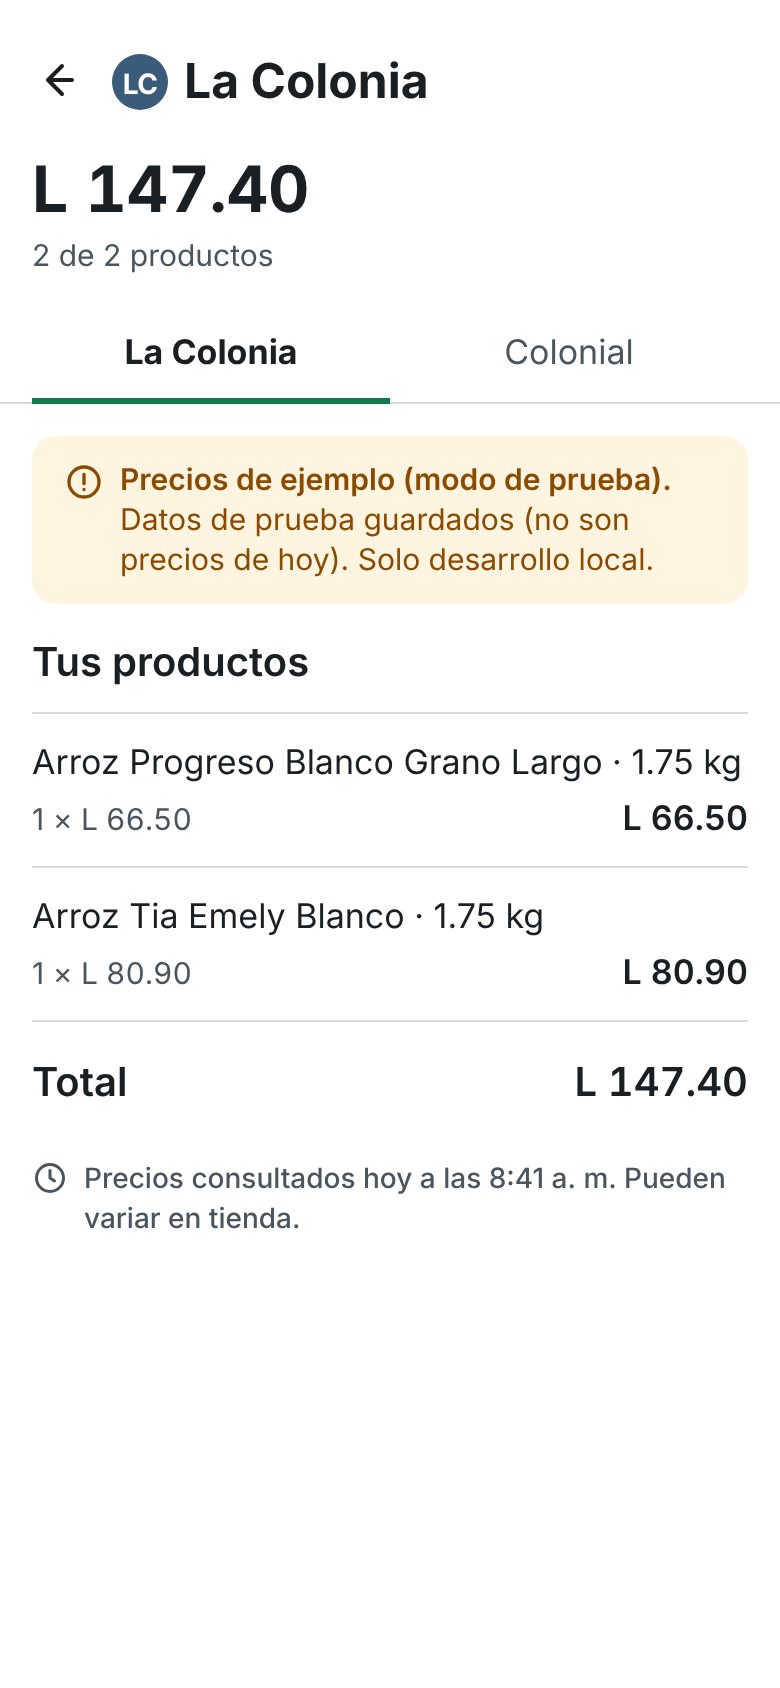 LC La Colonia
L 147.40
2 de 2 productos
La Colonia Colonial
Precios de ejemplo (modo de prueba).
Datos de prueba guardados (no son
precios de hoy). Solo desarrollo local.
Tus productos
Arroz Progreso Blanco Grano Largo · 1.75 kg
1 × L 66.50 L 66.50
Arroz Tia Emely Blanco · 1.75 kg
1 × L 80.90 L 80.90
Total L 147.40
Precios consultados hoy a las 8:41 a. m. Pueden
variar en tienda.